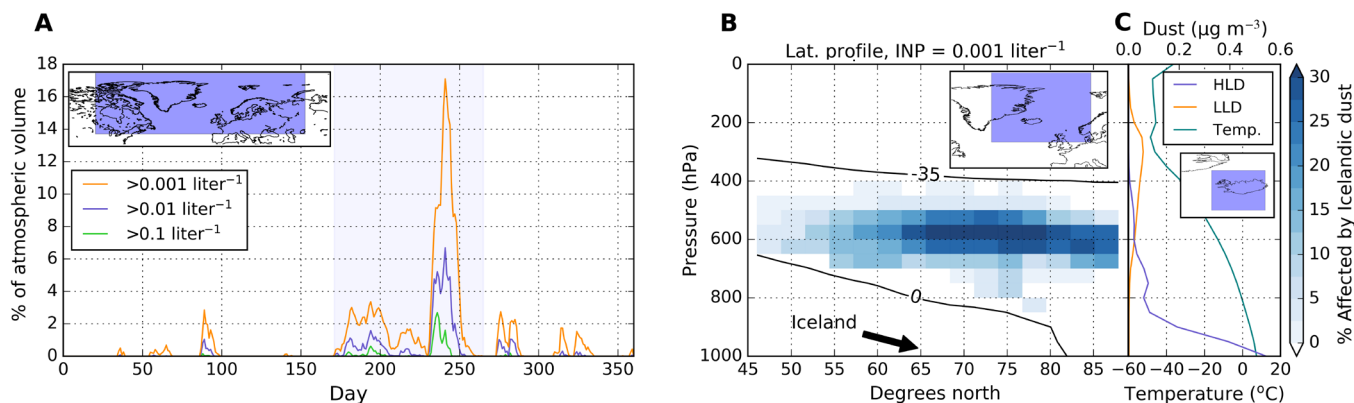 A
% of atmospheric volume
18
16
14
12
10
8
6
4
2
0
>0.001 liter⁻¹
>0.01 liter⁻¹
>0.1 liter⁻¹
0 50 100 150 200 250 300 350
Day
B
Lat. profile, INP = 0.001 liter⁻¹
Pressure (hPa)
0
200
400
600
800
1000
-35
0
Iceland
45 50 55 60 65 70 75 80 85
Degrees north
C
Dust (µg m⁻³)
0.0 0.2 0.4 0.6
HLD
LLD
Temp.
−60 −40 −20 0 20
Temperature (°C)
30
25
20
15
10
5
0
% Affected by Icelandic dust